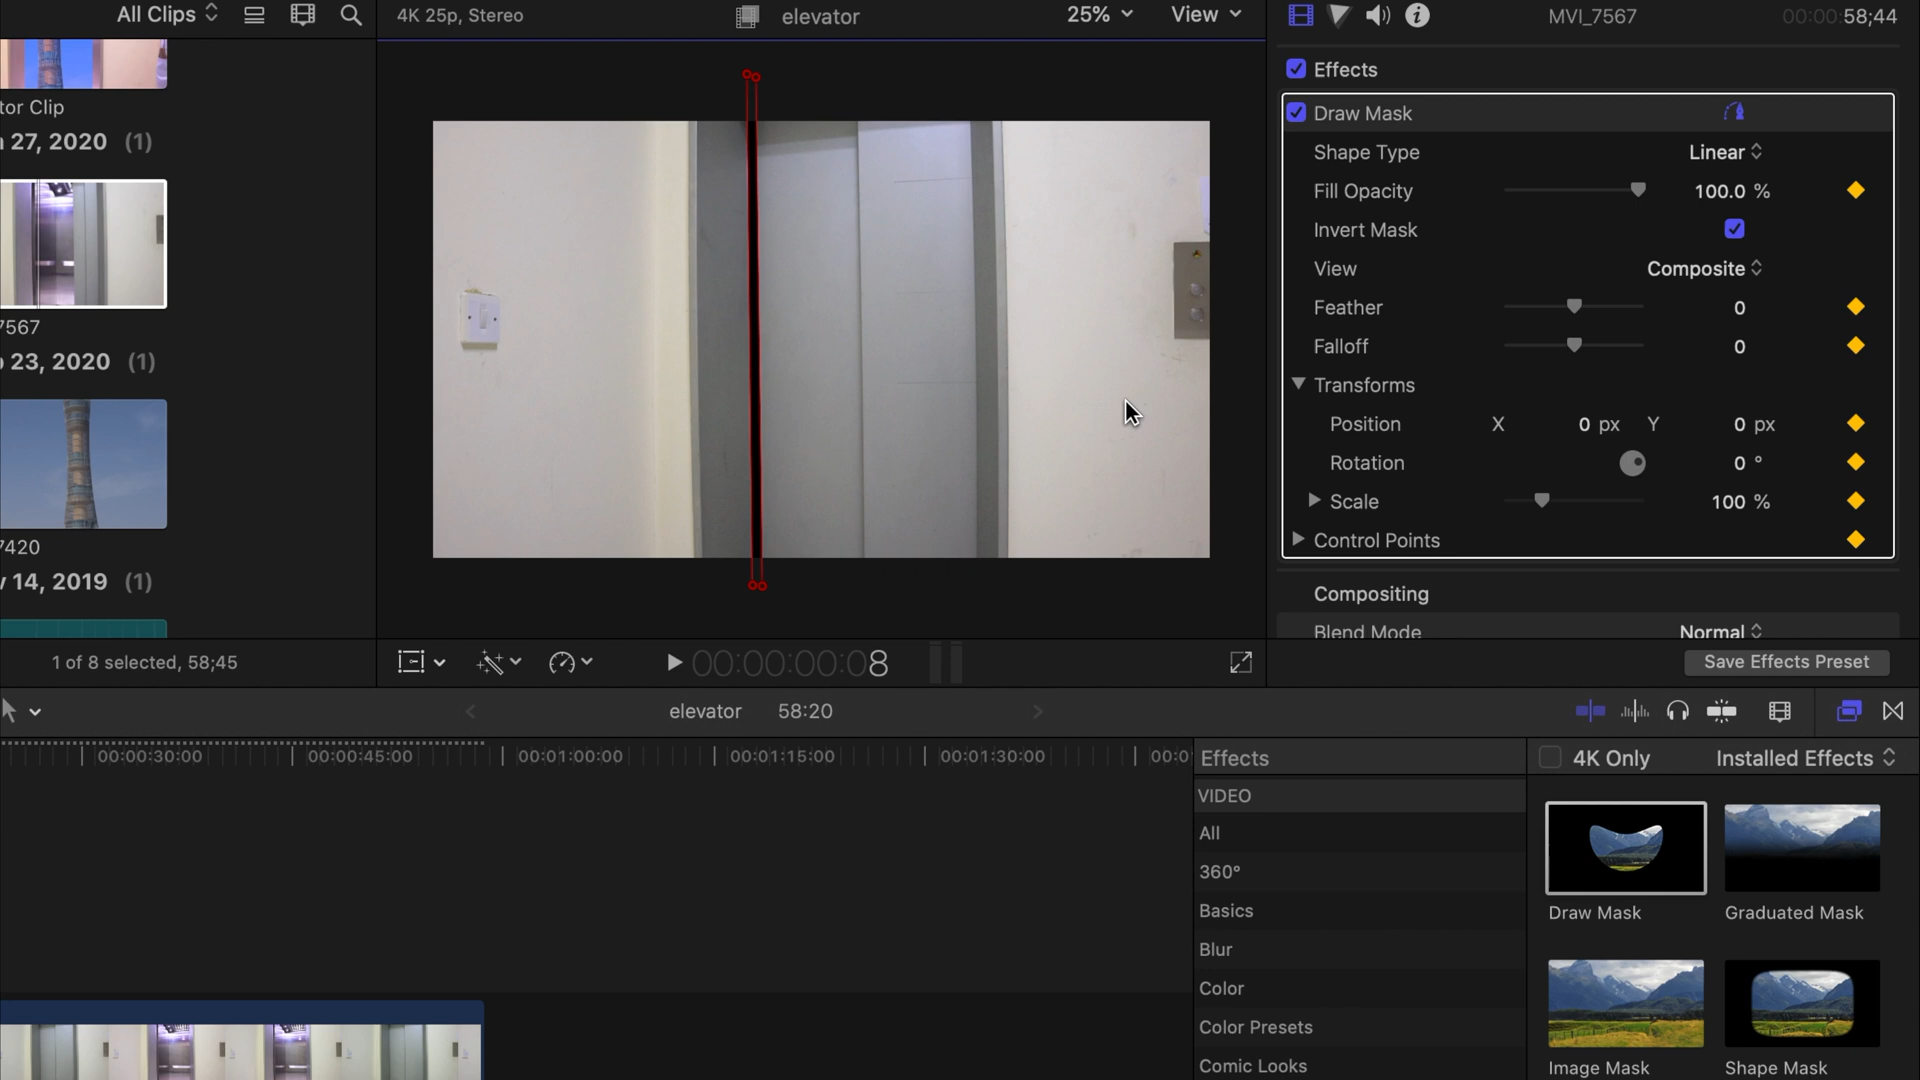 All Clips
4K 25p, Stereo
elevator
25%
View
MVI_7567
00:00:58;44
tor Clip
27, 2020 (1)
7567
23, 2020 (1)
7420
14, 2019 (1)
1 of 8 selected, 58;45
00:00:00:08
Effects
Draw Mask
Shape Type
Linear
Fill Opacity
100.0 %
Invert Mask
View
Composite
Feather
0
Falloff
0
Transforms
Position
X 0 px Y 0 px
Rotation
0 °
Scale
100 %
Control Points
Compositing
Blend Mode
Normal
Save Effects Preset
elevator 58:20
00:00:30:00
00:00:45:00
00:01:00:00
00:01:15:00
00:01:30:00
00:0
Effects
4K Only
Installed Effects
VIDEO
All
360°
Basics
Blur
Color
Color Presets
Comic Looks
Draw Mask
Graduated Mask
Image Mask
Shape Mask